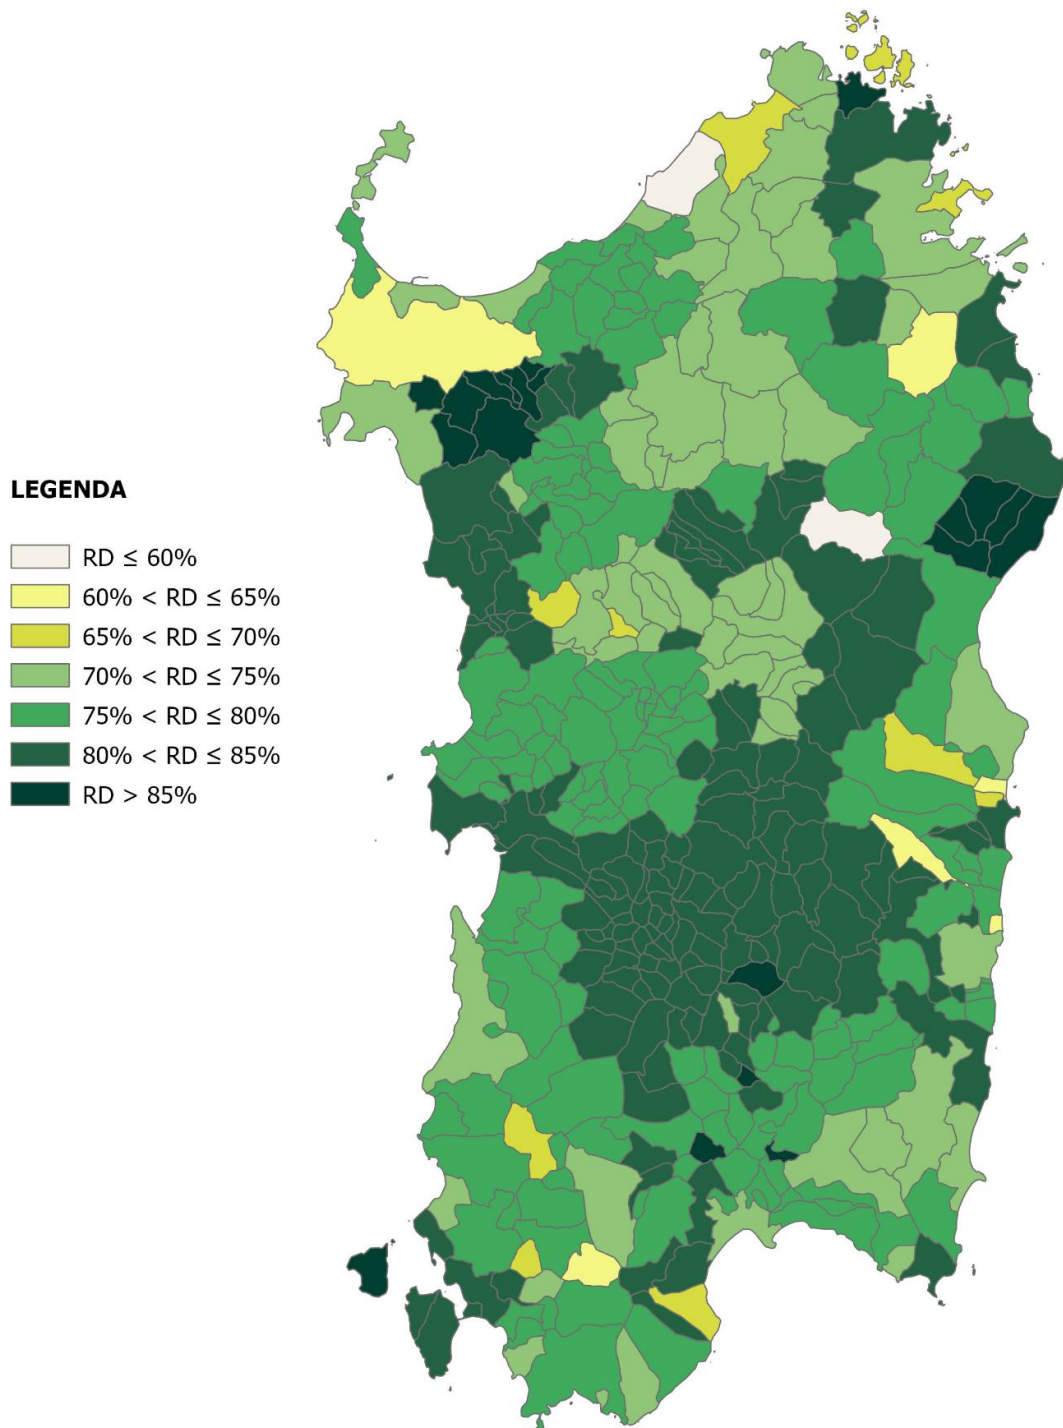 LEGENDA
RD ≤ 60%
60% < RD ≤ 65%
65% < RD ≤ 70%
70% < RD ≤ 75%
75% < RD ≤ 80%
80% < RD ≤ 85%
RD > 85%